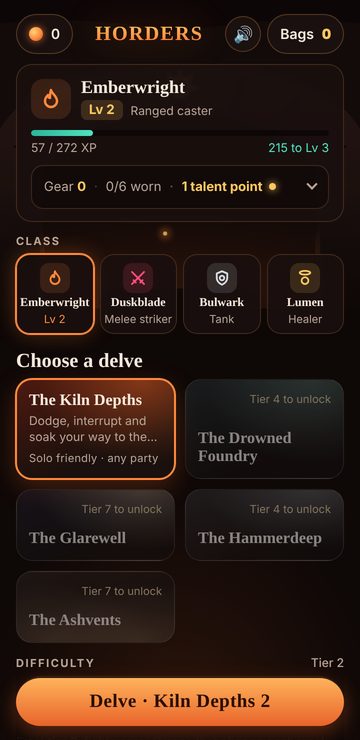 0
HORDERS
Bags 0
Emberwright
Lv 2 Ranged caster
57 / 272 XP
215 to Lv 3
Gear 0 · 0/6 worn · 1 talent point
CLASS
Emberwright
Lv 2
Duskblade
Melee striker
Bulwark
Tank
Lumen
Healer
Choose a delve
The Kiln Depths
Dodge, interrupt and
soak your way to the...
Solo friendly · any party
Tier 4 to unlock
The Drowned
Foundry
Tier 7 to unlock
The Glarewell
Tier 4 to unlock
The Hammerdeep
Tier 7 to unlock
The Ashvents
DIFFICULTY
Tier 2
Delve · Kiln Depths 2